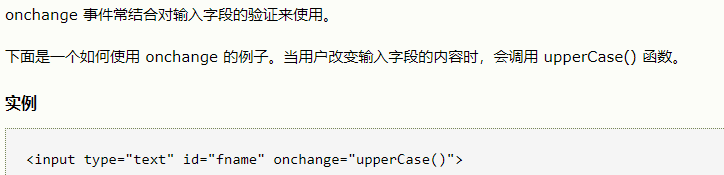 onchange 事件常结合对输入字段的验证来使用。
下面是一个如何使用 onchange 的例子。当用户改变输入字段的内容时，会调用 upperCase() 函数。
实例
<input type="text" id="fname" onchange="upperCase()">